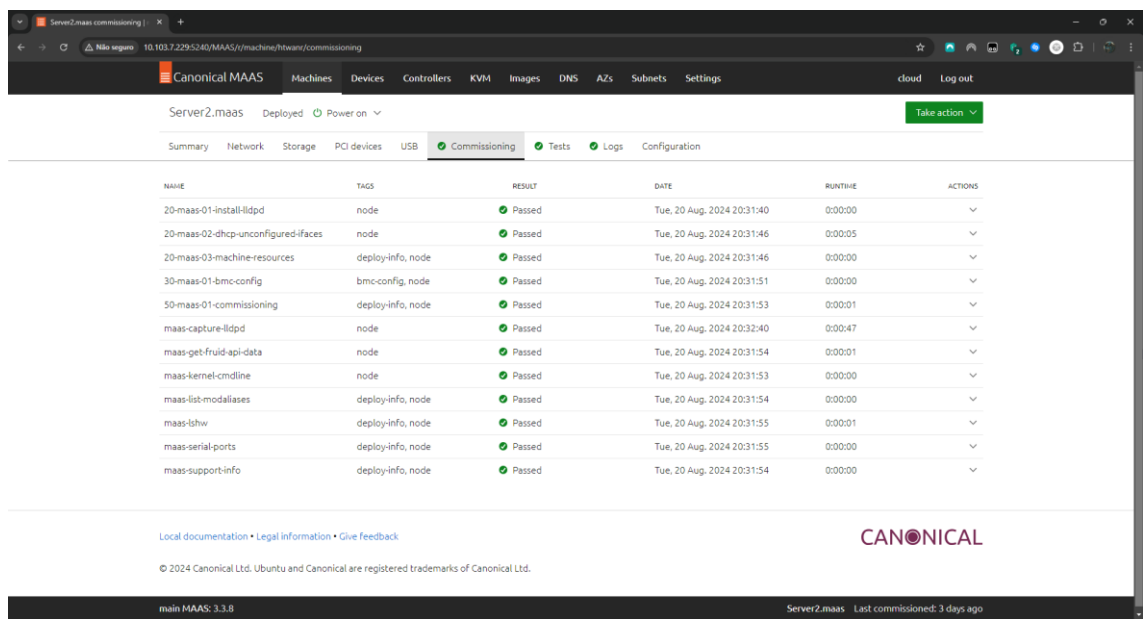 Server2.maas commissioning |
Não seguro 10.103.7.229:5240/MAAS/r/machine/htwanr/commissioning
Canonical MAAS Machines Devices Controllers KVM Images DNS AZs Subnets Settings cloud Log out
Server2.maas Deployed Power on Take action
Summary Network Storage PCI devices USB Commissioning Tests Logs Configuration
NAME TAGS RESULT DATE RUNTIME ACTIONS
20-maas-01-install-lldpd node Passed Tue, 20 Aug. 2024 20:31:40 0:00:00
20-maas-02-dhcp-unconfigured-ifaces node Passed Tue, 20 Aug. 2024 20:31:46 0:00:05
20-maas-03-machine-resources deploy-info, node Passed Tue, 20 Aug. 2024 20:31:46 0:00:00
30-maas-01-bmc-config bmc-config, node Passed Tue, 20 Aug. 2024 20:31:51 0:00:00
50-maas-01-commissioning deploy-info, node Passed Tue, 20 Aug. 2024 20:31:53 0:00:01
maas-capture-lldpd node Passed Tue, 20 Aug. 2024 20:32:40 0:00:47
maas-get-fruid-api-data node Passed Tue, 20 Aug. 2024 20:31:54 0:00:01
maas-kernel-cmdline node Passed Tue, 20 Aug. 2024 20:31:53 0:00:00
maas-list-modaliases deploy-info, node Passed Tue, 20 Aug. 2024 20:31:54 0:00:00
maas-lshw deploy-info, node Passed Tue, 20 Aug. 2024 20:31:55 0:00:01
maas-serial-ports deploy-info, node Passed Tue, 20 Aug. 2024 20:31:55 0:00:00
maas-support-info deploy-info, node Passed Tue, 20 Aug. 2024 20:31:54 0:00:00
Local documentation • Legal information • Give feedback
CANONICAL
© 2024 Canonical Ltd. Ubuntu and Canonical are registered trademarks of Canonical Ltd.
main MAAS: 3.3.8 Server2.maas Last commissioned: 3 days ago